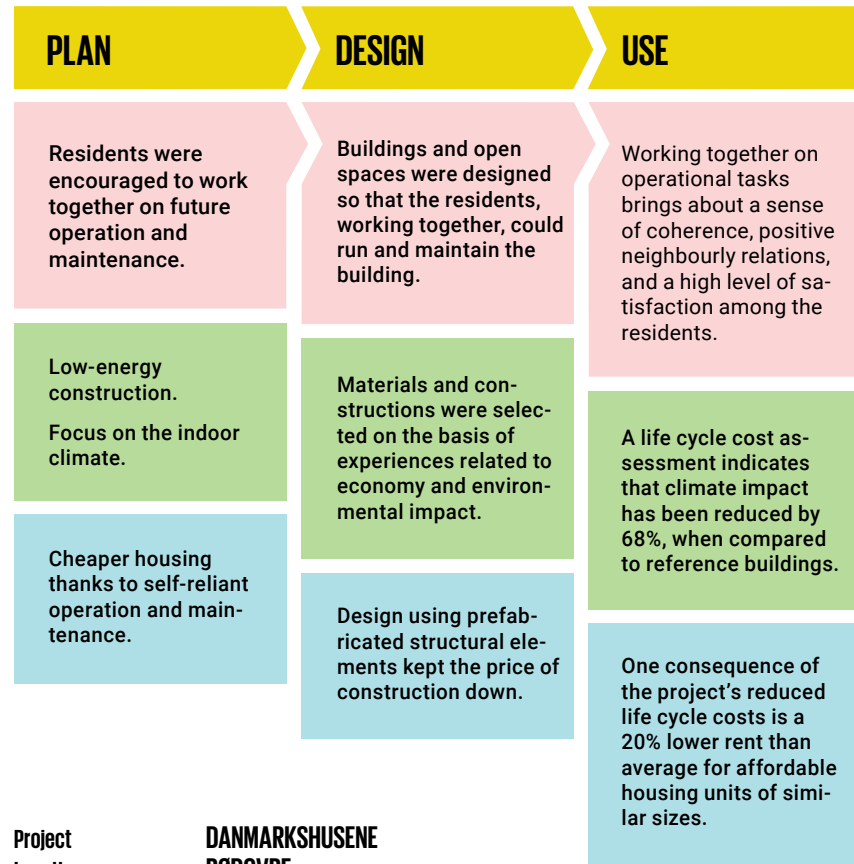 PLAN
Residents were
encouraged to work
together on future
operation and
maintenance.
Low-energy
construction.
Focus on the indoor
climate.
Cheaper housing
thanks to self-reliant
operation and main-
tenance.
DESIGN
Buildings and open
spaces were designed
so that the residents,
working together, could
run and maintain the
building.
Materials and con-
structions were selec-
ted on the basis of
experiences related to
economy and environ-
mental impact.
Design using prefab-
ricated structural ele-
ments kept the price of
construction down.
USE
Working together on
operational tasks
brings about a sense
of coherence, positive
neighbourly relations,
and a high level of sa-
tisfaction among the
residents.
A life cycle cost as-
sessment indicates
that climate impact
has been reduced by
68%, when compared
to reference buildings.
One consequence of
the project's reduced
life cycle costs is a
20% lower rent than
average for affordable
housing units of simi-
lar sizes.
Project DANMARKSHUSENE